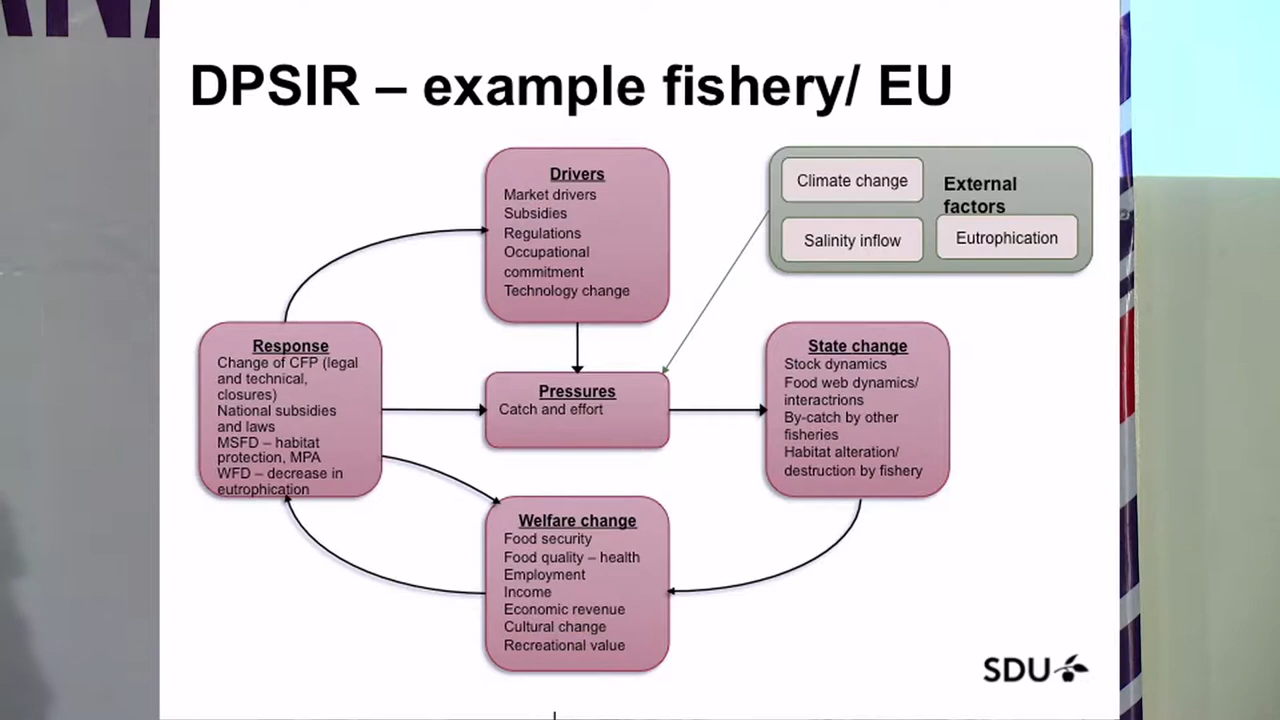 DPSIR – example fishery/ EU
Drivers
Market drivers
Subsidies
Regulations
Occupational
commitment
Technology change
Climate change
External
factors
Salinity inflow
Eutrophication
Response
Change of CFP (legal
and technical,
closures)
National subsidies
and laws
MSFD – habitat
protection, MPA
WFD – decrease in
eutrophication
Pressures
Catch and effort
State change
Stock dynamics
Food web dynamics/
interactrions
By-catch by other
fisheries
Habitat alteration/
destruction by fishery
Welfare change
Food security
Food quality – health
Employment
Income
Economic revenue
Cultural change
Recreational value
SDU